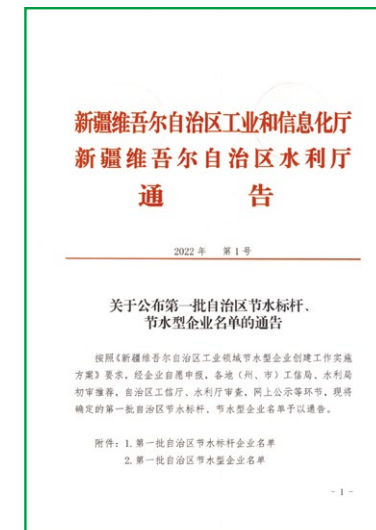 新疆维吾尔自治区工业和信息化厅
新疆维吾尔自治区水利厅
通 告
2022 年 第 1 号
关于公布第一批自治区节水标杆、
节水型企业名单的通告
按照《新疆维吾尔自治区工业领域节水型企业创建工作实施
方案》要求，经企业自愿申报，各地（州、市）工信局、水利局
初审推荐，自治区工信厅、水利厅审查，网上公示等环节，现将
确定的第一批自治区节水标杆、节水型企业名单予以通告。
附件：1. 第一批自治区节水标杆企业名单
2. 第一批自治区节水型企业名单
- 1 -